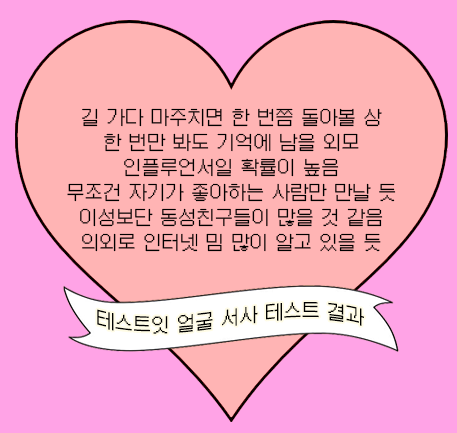 길 가다 마주치면 한 번쯤 돌아볼 상
한 번만 봐도 기억에 남을 외모
인플루언서일 확률이 높음
무조건 자기가 좋아하는 사람만 만날 듯
이성보단 동성친구들이 많을 것 같음
의외로 인터넷 밈 많이 알고 있을 듯
테스트잇 얼굴 서사 테스트 결과